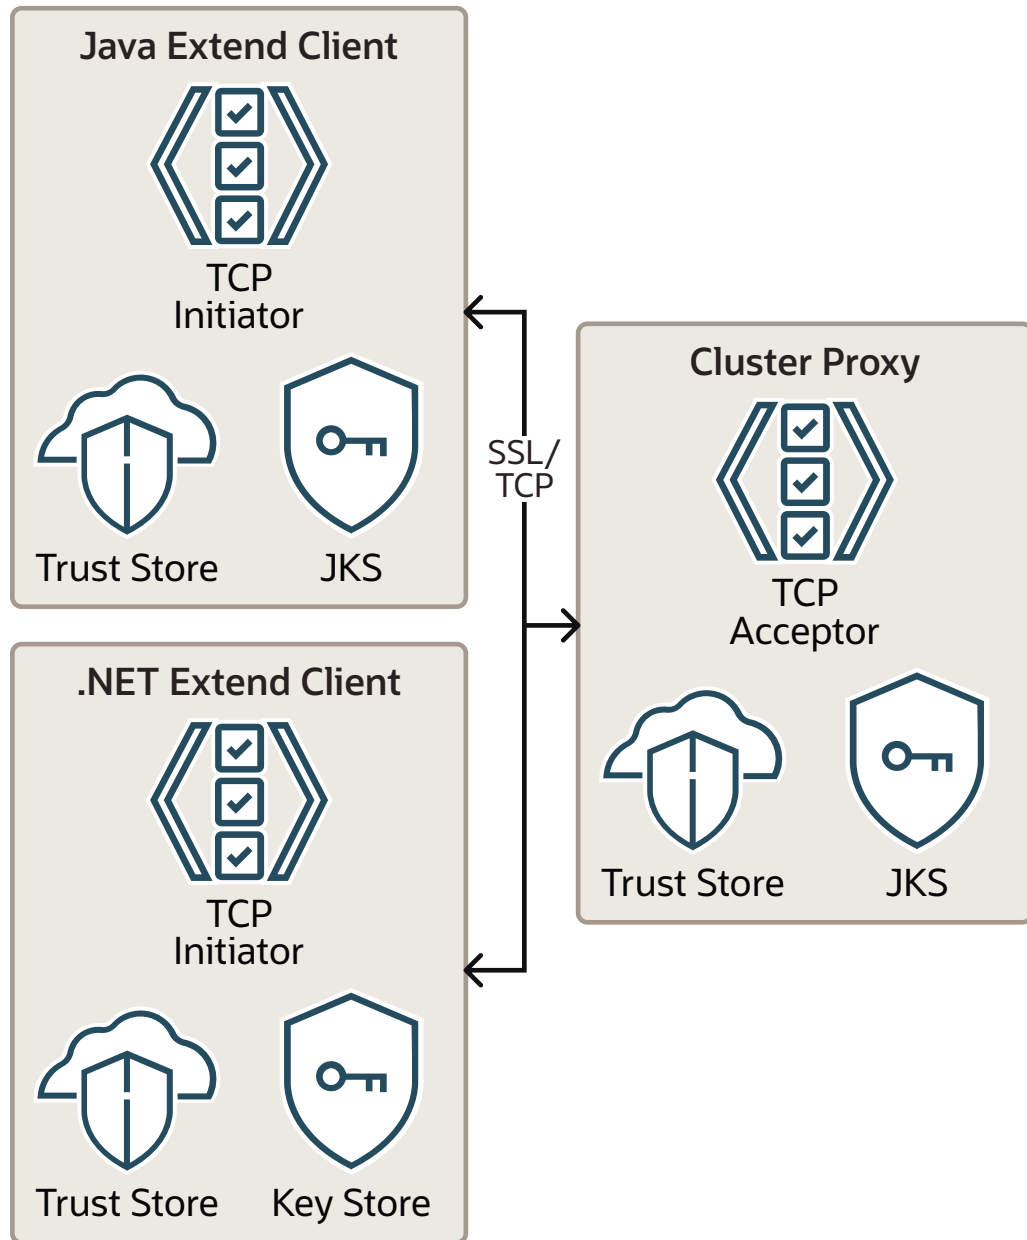 Java Extend Client
TCP
Initiator
Trust Store
JKS
SSL/
TCP
Cluster Proxy
TCP
Acceptor
Trust Store
JKS
.NET Extend Client
TCP
Initiator
Trust Store
Key Store